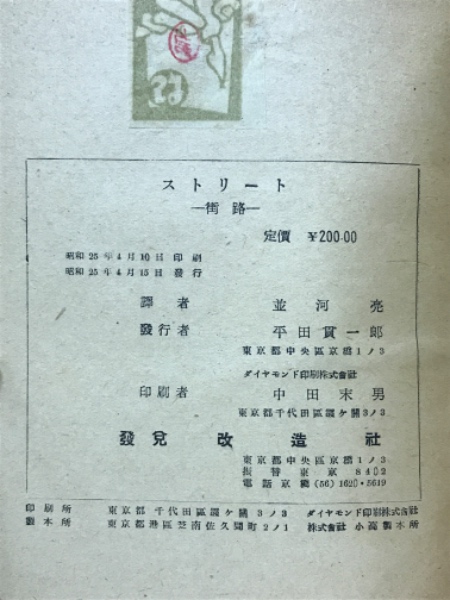 ストリート
―街路―
定價 ¥200.00
昭和25年4月10日印刷
昭和25年4月15日發行
譯者 並河亮
發行者 平田貫一郎
東京都中央區京橋1ノ3
ダイヤモンド印刷株式會社
印刷者 中田末男
東京都千代田區霞ケ關3ノ3
發兌 改造社
東京都中央區京橋1ノ3
振替東京 8402
電話京橋(56)1620・5619
印刷所 東京都千代田區霞ケ關3ノ3 ダイヤモンド印刷株式會社
製本所 東京都港區芝南佐久間町2ノ1 株式會社小高製本所